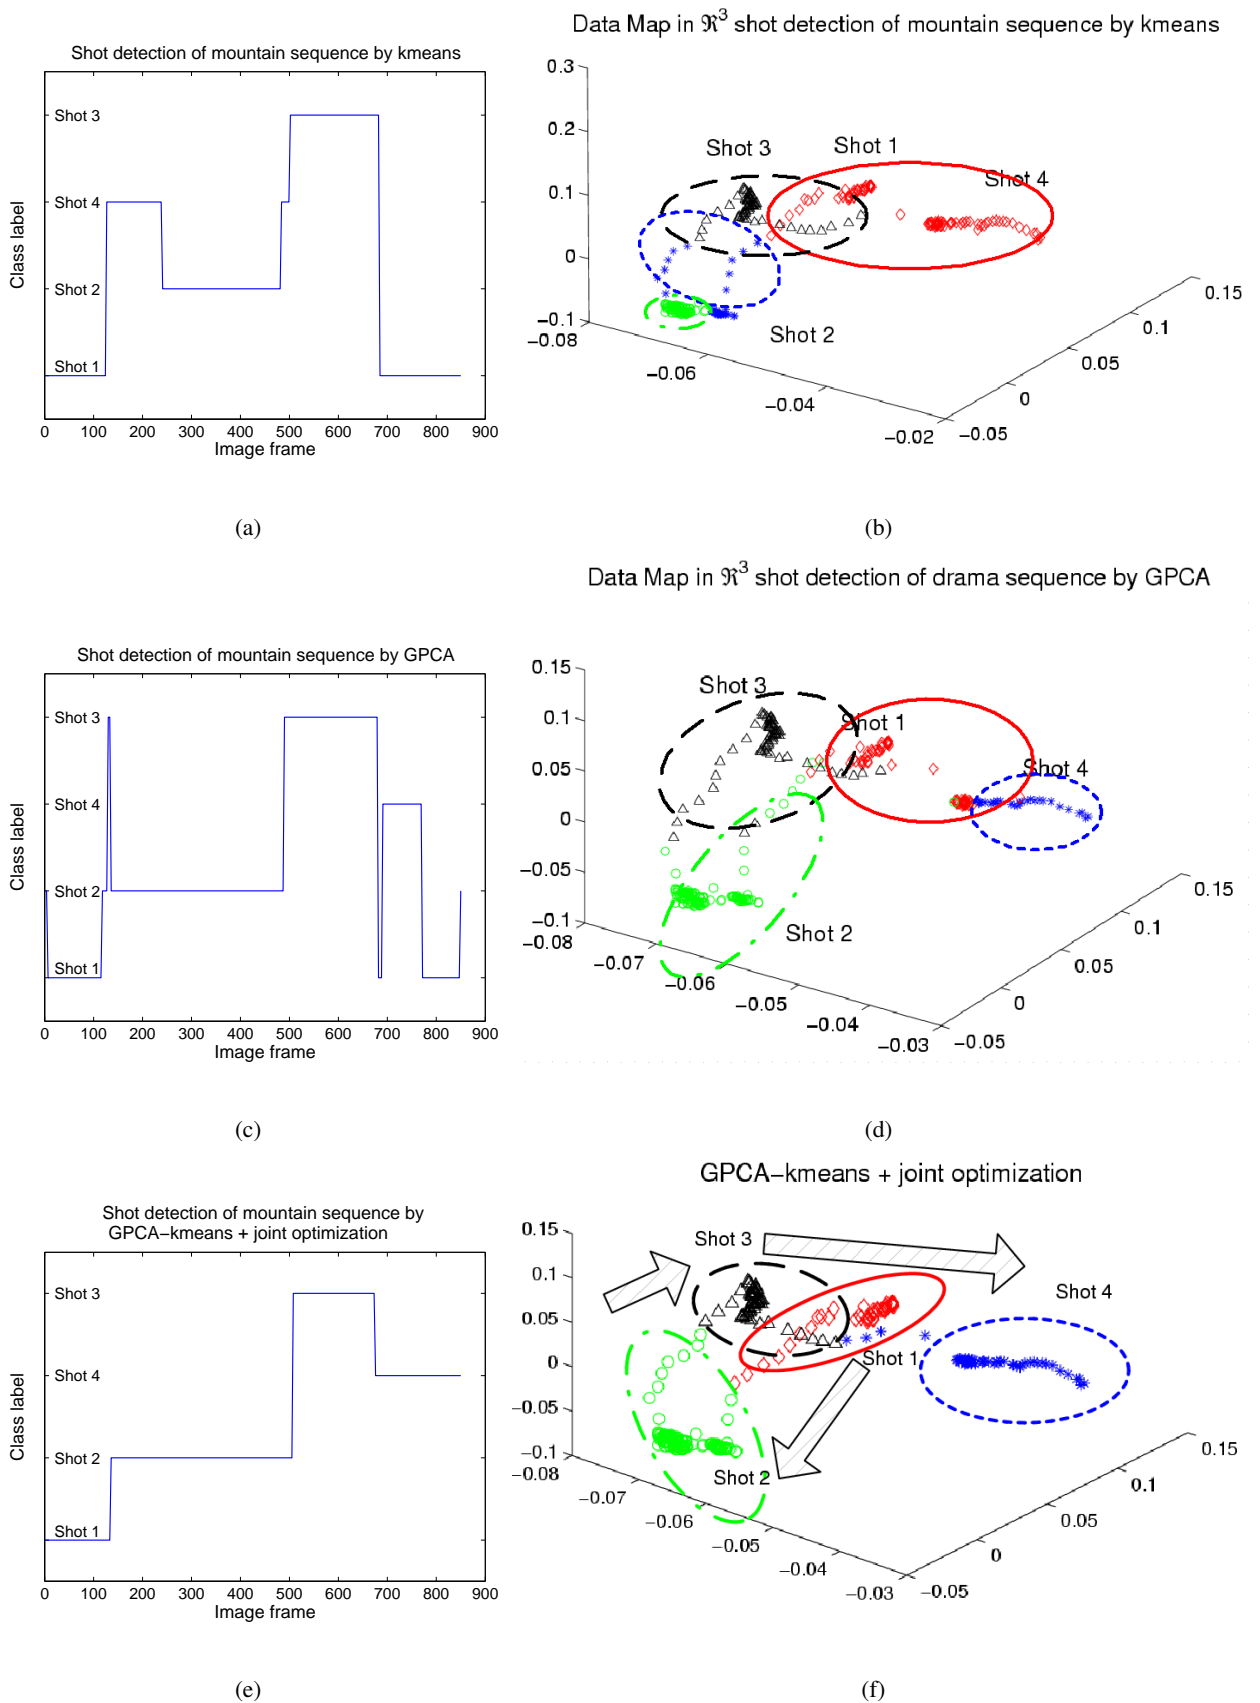 Shot detection of mountain sequence by kmeans
Class label
Shot 3
Shot 4
Shot 2
Shot 1
0 100 200 300 400 500 600 700 800 900
Image frame
(a)
Data Map in ℜ³ shot detection of mountain sequence by kmeans
0.3
0.2
0.1
0
−0.1
−0.08
−0.06
−0.04
−0.02
−0.05
0
0.05
0.1
0.15
Shot 3
Shot 1
Shot 4
Shot 2
(b)
Shot detection of mountain sequence by GPCA
Class label
Shot 3
Shot 4
Shot 2
Shot 1
0 100 200 300 400 500 600 700 800 900
Image frame
(c)
Data Map in ℜ³ shot detection of drama sequence by GPCA
0.15
0.1
0.05
0
−0.05
−0.1
−0.08
−0.07
−0.06
−0.05
−0.04
−0.03
−0.05
0
0.05
0.1
0.15
Shot 3
Shot 1
Shot 4
Shot 2
(d)
Shot detection of mountain sequence by
GPCA−kmeans + joint optimization
Class label
Shot 3
Shot 4
Shot 2
Shot 1
0 100 200 300 400 500 600 700 800 900
Image frame
(e)
GPCA−kmeans + joint optimization
0.15
0.1
0.05
0
−0.05
−0.1
−0.08
−0.07
−0.06
−0.05
−0.04
−0.03
−0.05
0
0.05
0.1
0.15
Shot 3
Shot 4
Shot 1
Shot 2
(f)